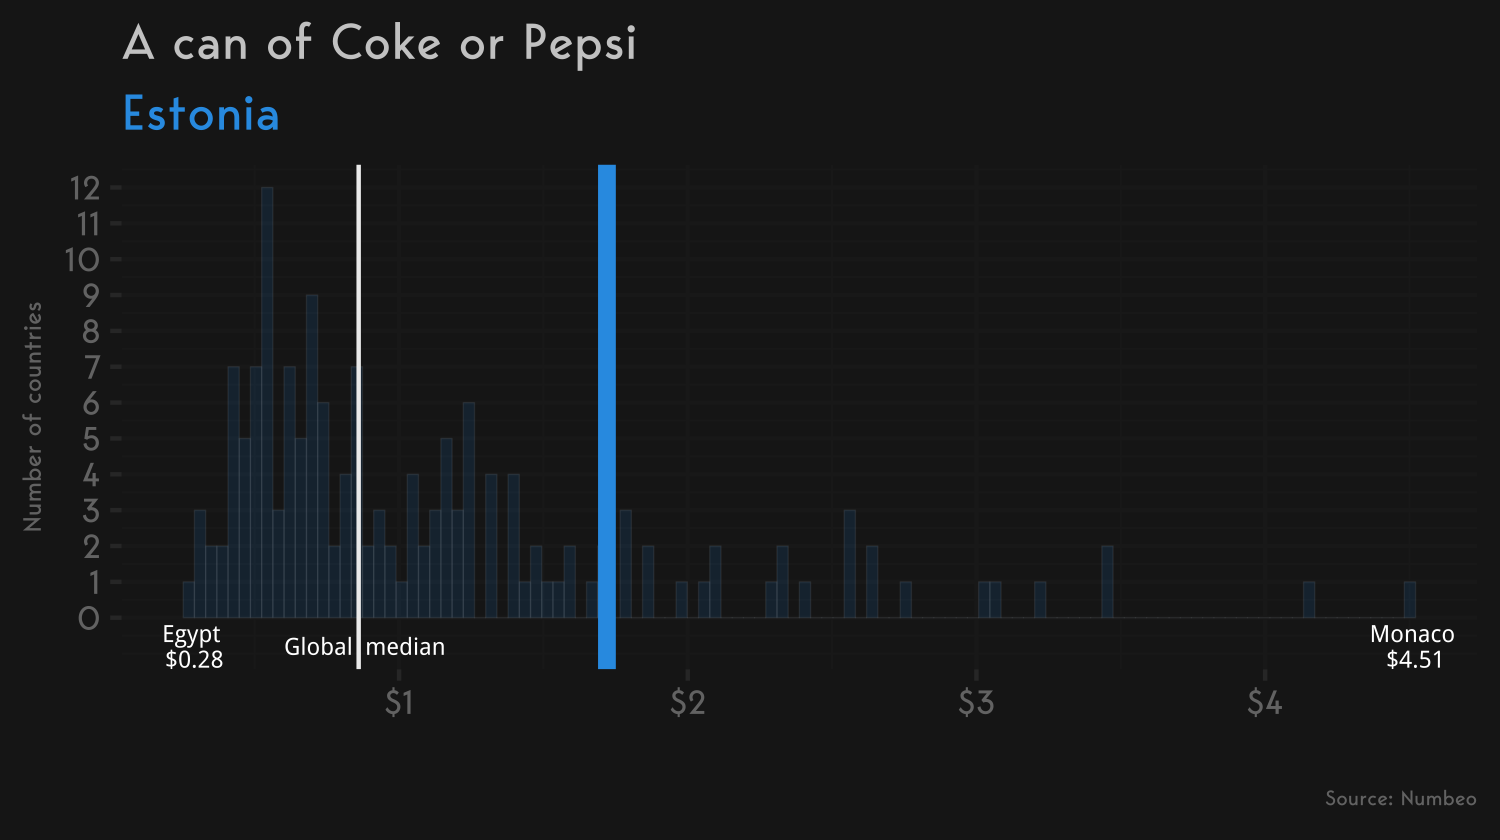 A can of Coke or Pepsi
Estonia
Number of countries
12
11
10
9
8
7
6
5
4
3
2
1
0
Egypt
$0.28
Global median
Monaco
$4.51
$1 $2 $3 $4
Source: Numbeo